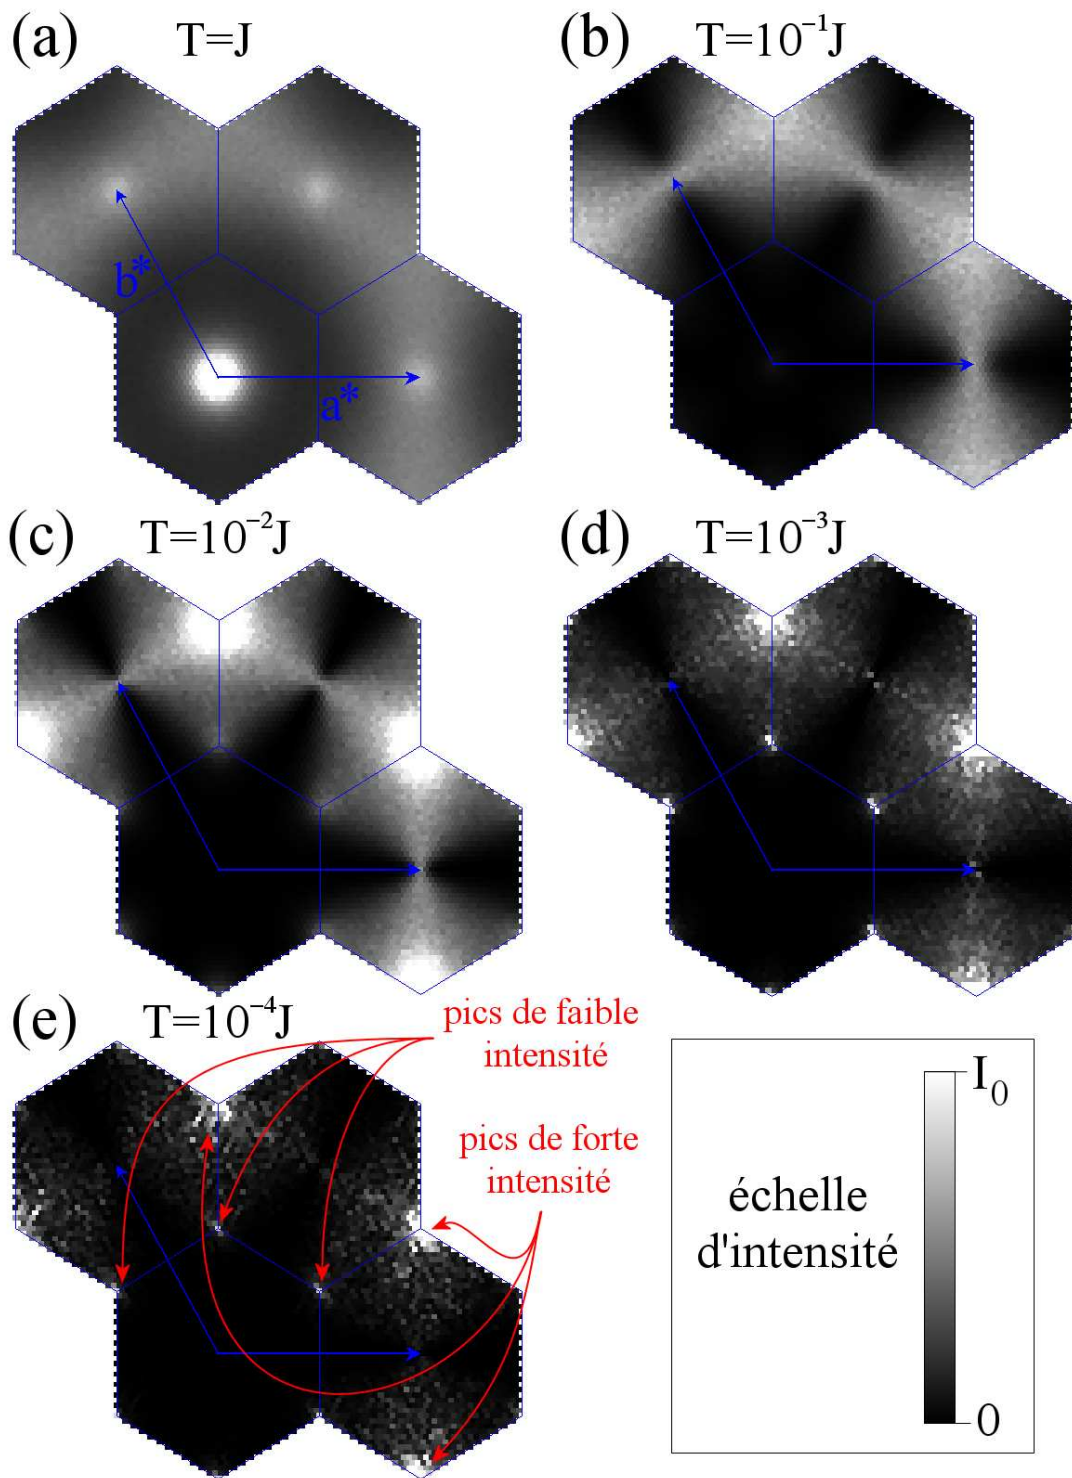 (a) T=J
(b) T=10⁻¹J
b*
a*
(c) T=10⁻²J
(d) T=10⁻³J
(e) T=10⁻⁴J
pics de faible
intensité
pics de forte
intensité
I₀
échelle
d'intensité
0